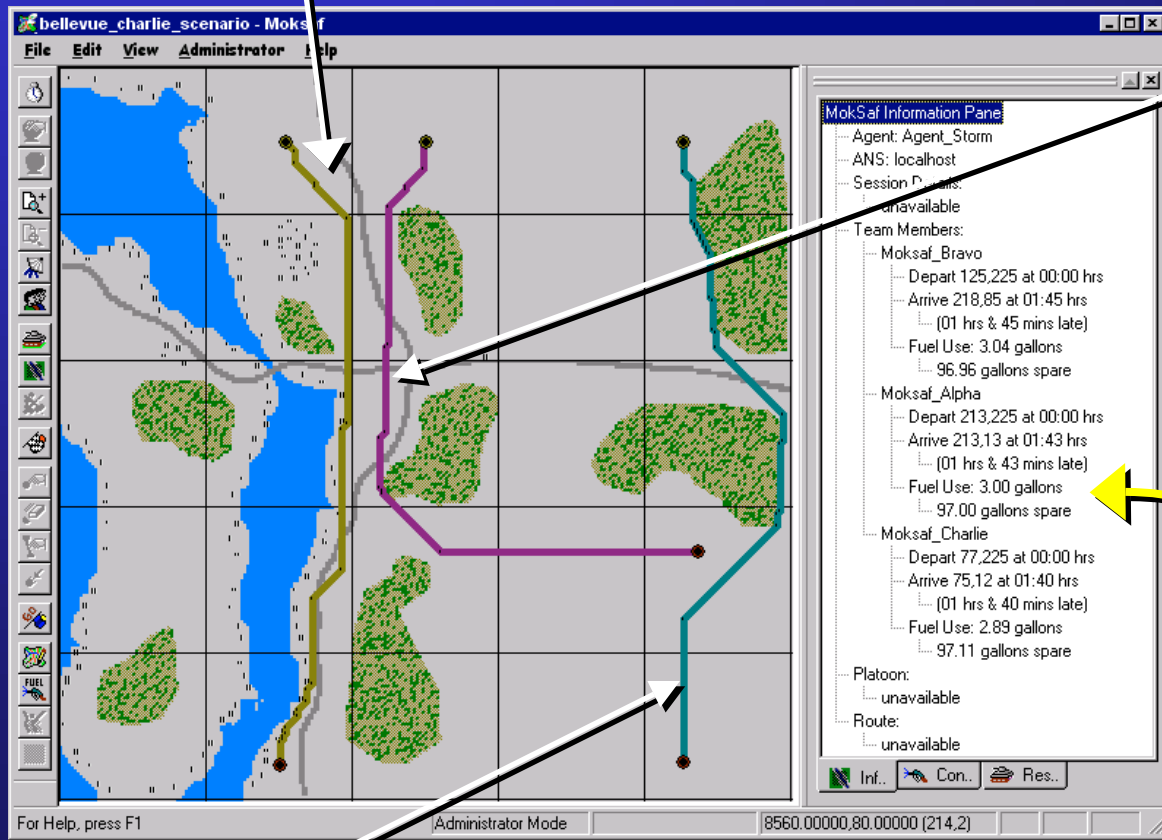 bellevue_charlie_scenario - Moksaf
File Edit View Administrator Help
MokSaf Information Pane
Agent: Agent_Storm
ANS: localhost
Session
unavailable
Team Members:
Moksaf_Bravo
Depart 125,225 at 00:00 hrs
Arrive 218,85 at 01:45 hrs
(01 hrs & 45 mins late)
Fuel Use: 3.04 gallons
96.96 gallons spare
Moksaf_Alpha
Depart 213,225 at 00:00 hrs
Arrive 213,13 at 01:43 hrs
(01 hrs & 43 mins late)
Fuel Use: 3.00 gallons
97.00 gallons spare
Moksaf_Charlie
Depart 77,225 at 00:00 hrs
Arrive 75,12 at 01:40 hrs
(01 hrs & 40 mins late)
Fuel Use: 2.89 gallons
97.11 gallons spare
Platoon:
unavailable
Route:
unavailable
FUEL
Inf.. Con.. Res..
For Help, press F1 Administrator Mode 8560.00000,80.00000 (214,2)